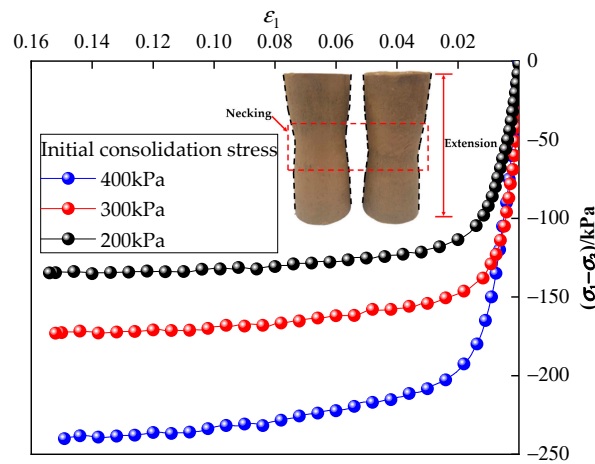 ε₁
0.16 0.14 0.12 0.10 0.08 0.06 0.04 0.02
0
−50
−100
−150
−200
−250
(σ₁−σ₃)/kPa
Necking
Extension
Initial consolidation stress
400kPa
300kPa
200kPa